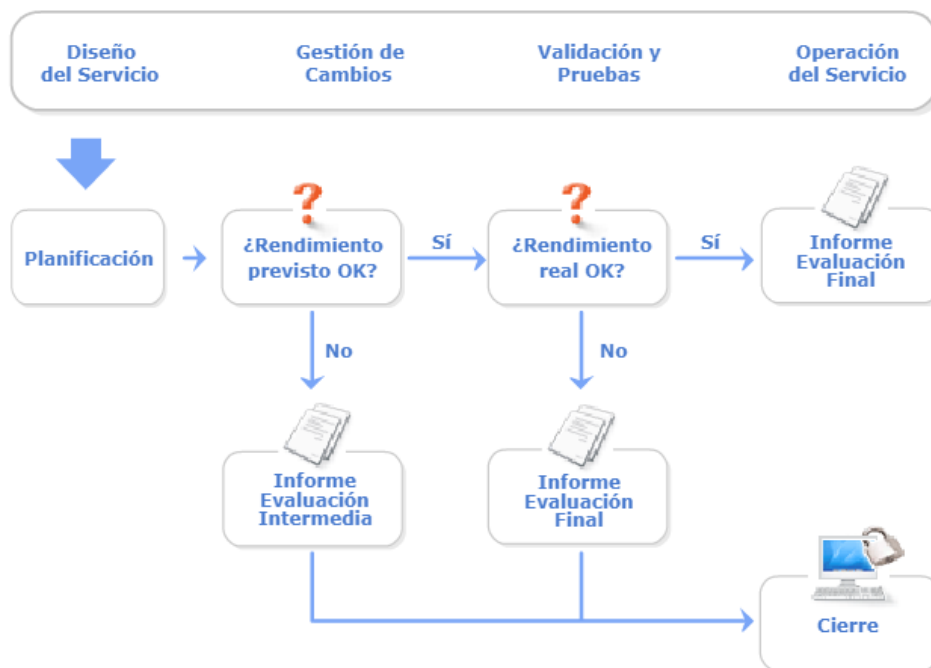 Diseño
del Servicio
Gestión de
Cambios
Validación y
Pruebas
Operación
del Servicio
Planificación
¿Rendimiento
previsto OK?
Sí
¿Rendimiento
real OK?
Sí
Informe
Evaluación
Final
No
No
Informe
Evaluación
Intermedia
Informe
Evaluación
Final
Cierre